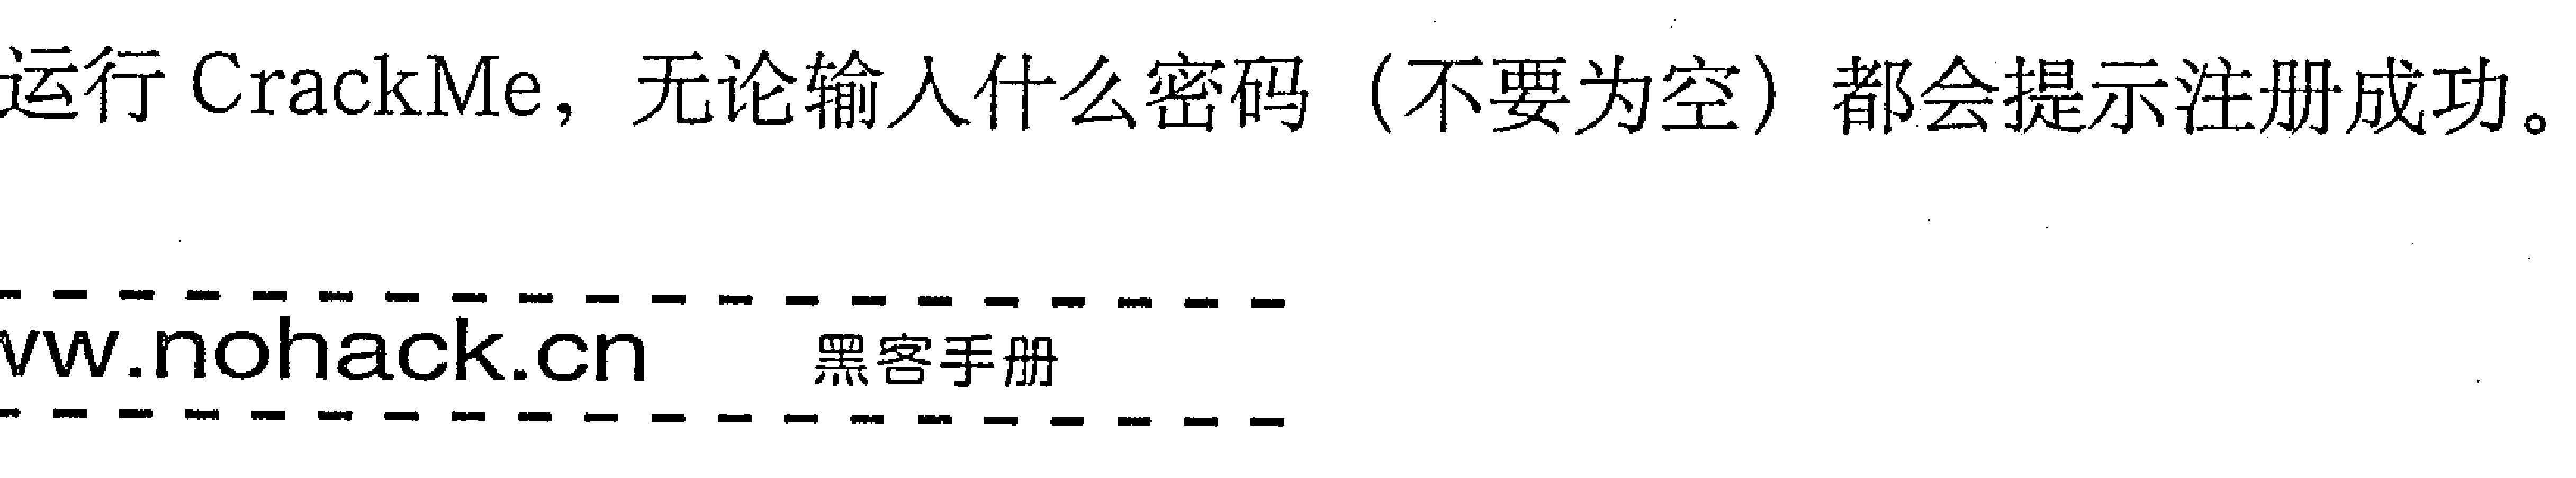 运行 CrackMe，无论输入什么密码（不要为空）都会提示注册成功。
w.nohack.cn 黑客手册